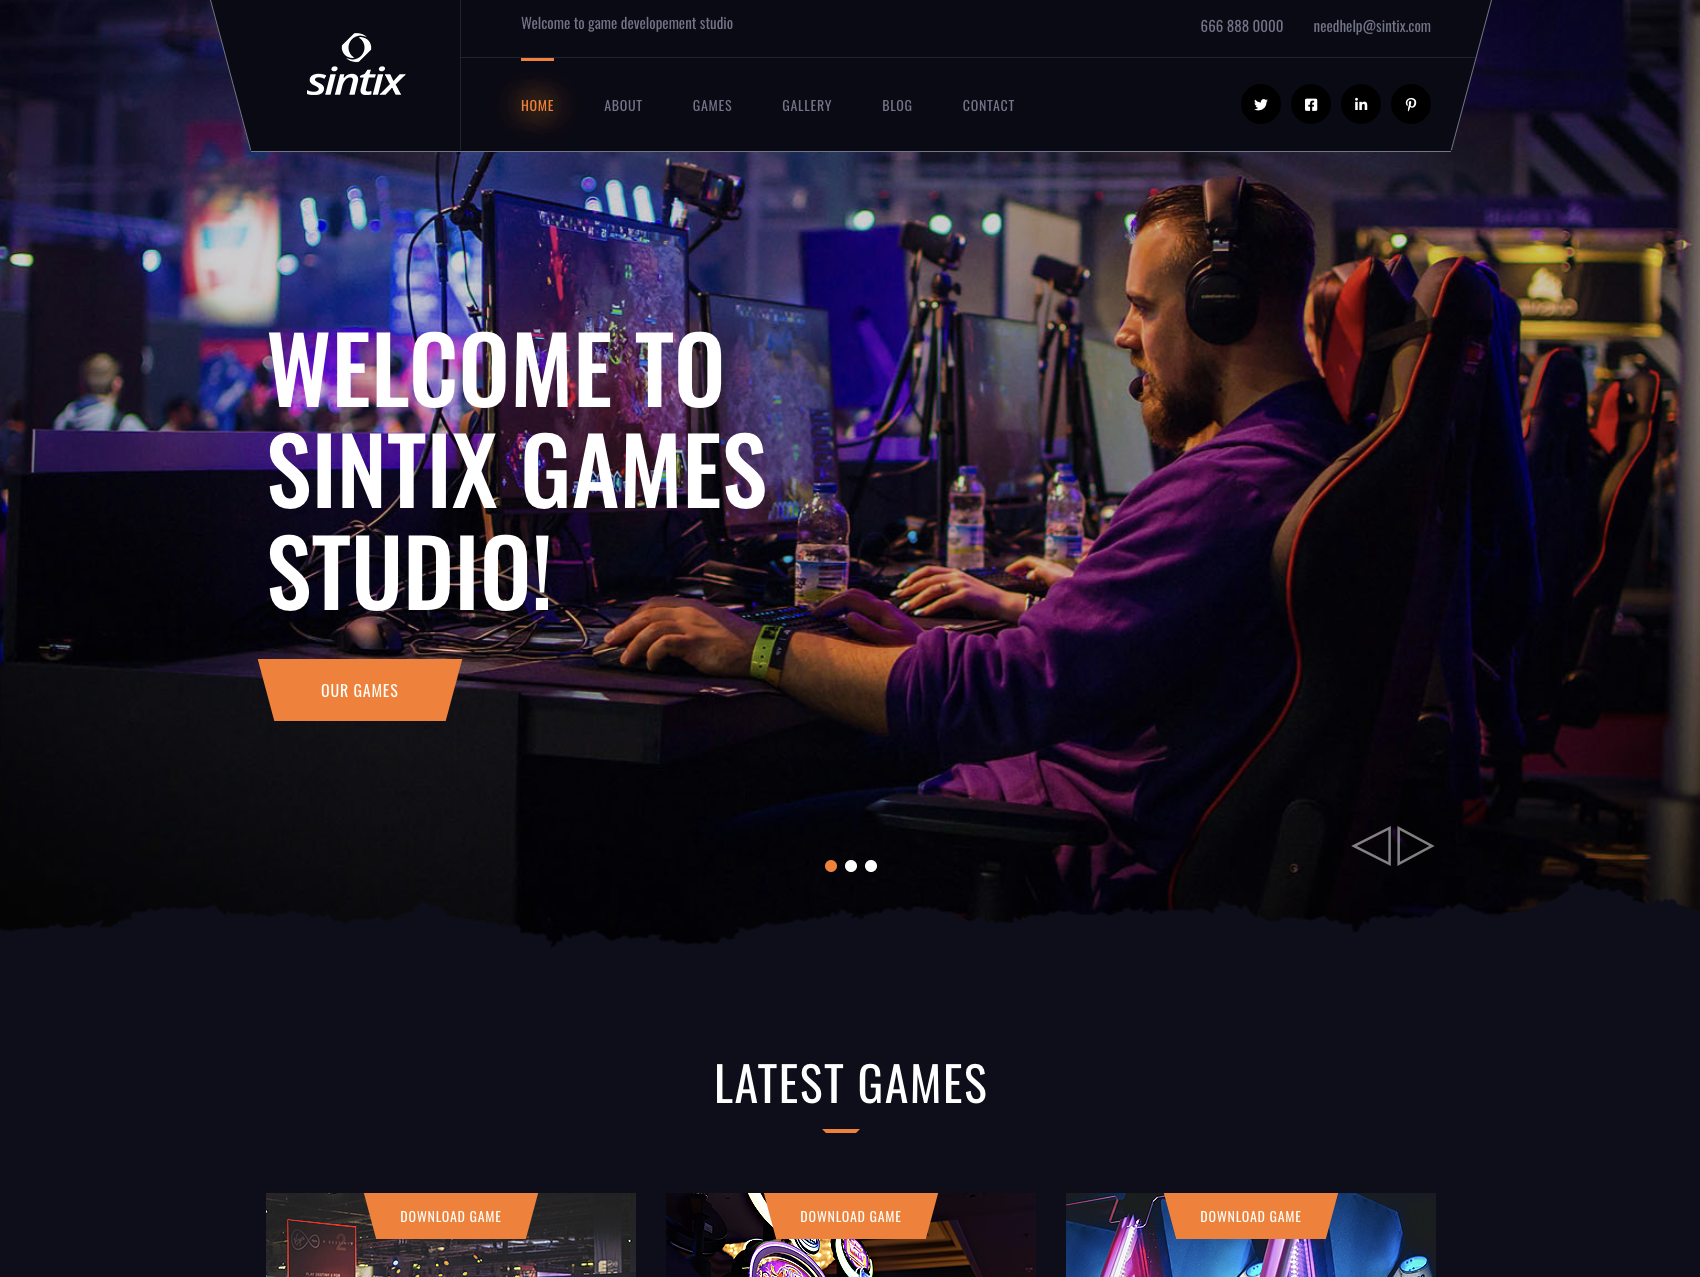 sintix
Welcome to game developement studio
666 888 0000
needhelp@sintix.com
HOME
ABOUT
GAMES
GALLERY
BLOG
CONTACT
WELCOME TO
SINTIX GAMES
STUDIO!
OUR GAMES
LATEST GAMES
DOWNLOAD GAME
DOWNLOAD GAME
DOWNLOAD GAME